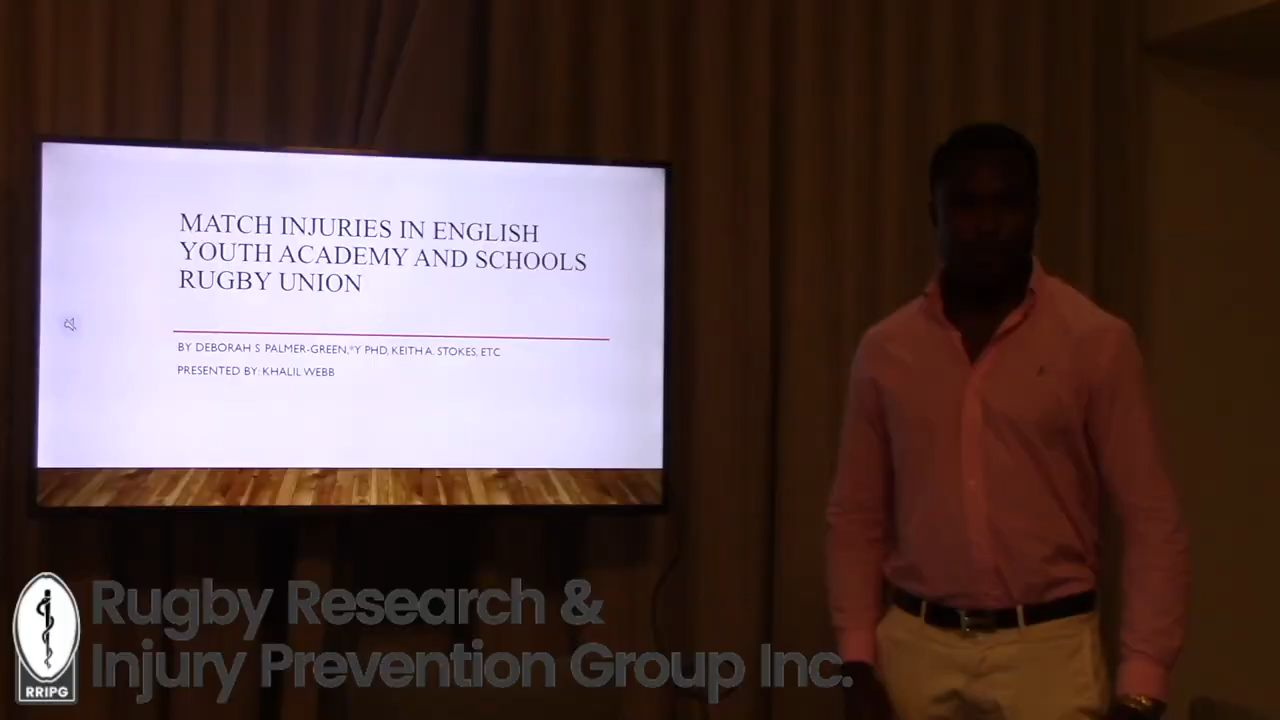 MATCH INJURIES IN ENGLISH
YOUTH ACADEMY AND SCHOOLS
RUGBY UNION
BY DEBORAH S. PALMER-GREEN,*Y PHD, KEITH A. STOKES, ETC
PRESENTED BY: KHALIL WEBB
Rugby Research &
Injury Prevention Group Inc.
RRIPG